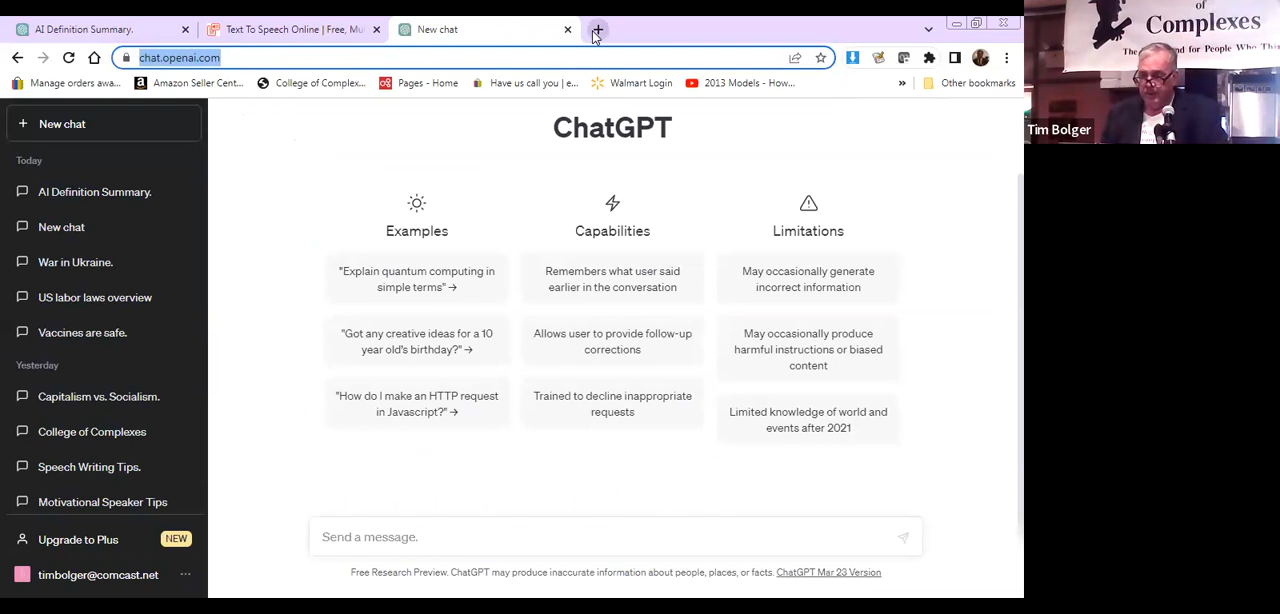 AI Definition Summary.
Text To Speech Online | Free, Mu
New chat
chat.openai.com
Manage orders awa...
Amazon Seller Cent...
College of Complex...
Pages - Home
Have us call you | e...
Walmart Login
2013 Models - How...
»
Other bookmarks
New chat
Today
AI Definition Summary.
New chat
War in Ukraine.
US labor laws overview
Vaccines are safe.
Yesterday
Capitalism vs. Socialism.
College of Complexes
Speech Writing Tips.
Motivational Speaker Tips
Upgrade to Plus
NEW
timbolger@comcast.net
ChatGPT
Examples
"Explain quantum computing in
simple terms" →
"Got any creative ideas for a 10
year old's birthday?" →
"How do I make an HTTP request
in Javascript?" →
Capabilities
Remembers what user said
earlier in the conversation
Allows user to provide follow-up
corrections
Trained to decline inappropriate
requests
Limitations
May occasionally generate
incorrect information
May occasionally produce
harmful instructions or biased
content
Limited knowledge of world and
events after 2021
Send a message.
Free Research Preview. ChatGPT may produce inaccurate information about people, places, or facts. ChatGPT Mar 23 Version
of
Complexes
for People Who
Tim Bolger